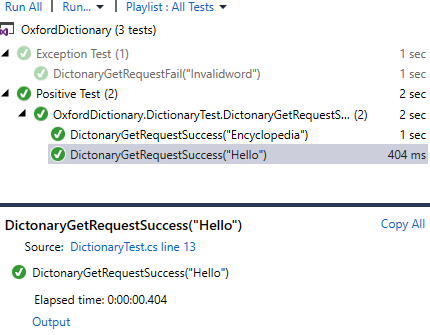 Run All | Run... | Playlist : All Tests
OxfordDictionary (3 tests)
Exception Test (1) 1 sec
DictonaryGetRequestFail("Invalidword") 1 sec
Positive Test (2) 2 sec
OxfordDictionary.DictionaryTest.DictonaryGetRequestS... (2) 2 sec
DictonaryGetRequestSuccess("Encyclopedia") 1 sec
DictonaryGetRequestSuccess("Hello") 404 ms
DictonaryGetRequestSuccess("Hello") Copy All
Source: DictionaryTest.cs line 13
DictonaryGetRequestSuccess("Hello")
Elapsed time: 0:00:00.404
Output